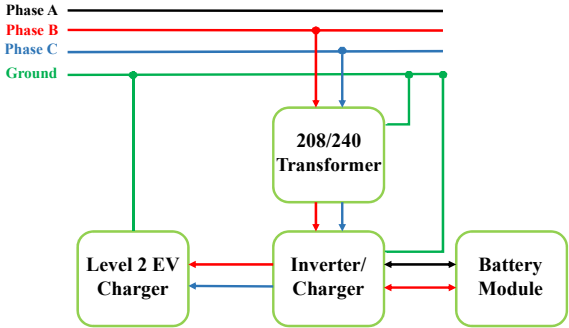 Phase A
Phase B
Phase C
Ground
208/240
Transformer
Level 2 EV
Charger
Inverter/
Charger
Battery
Module